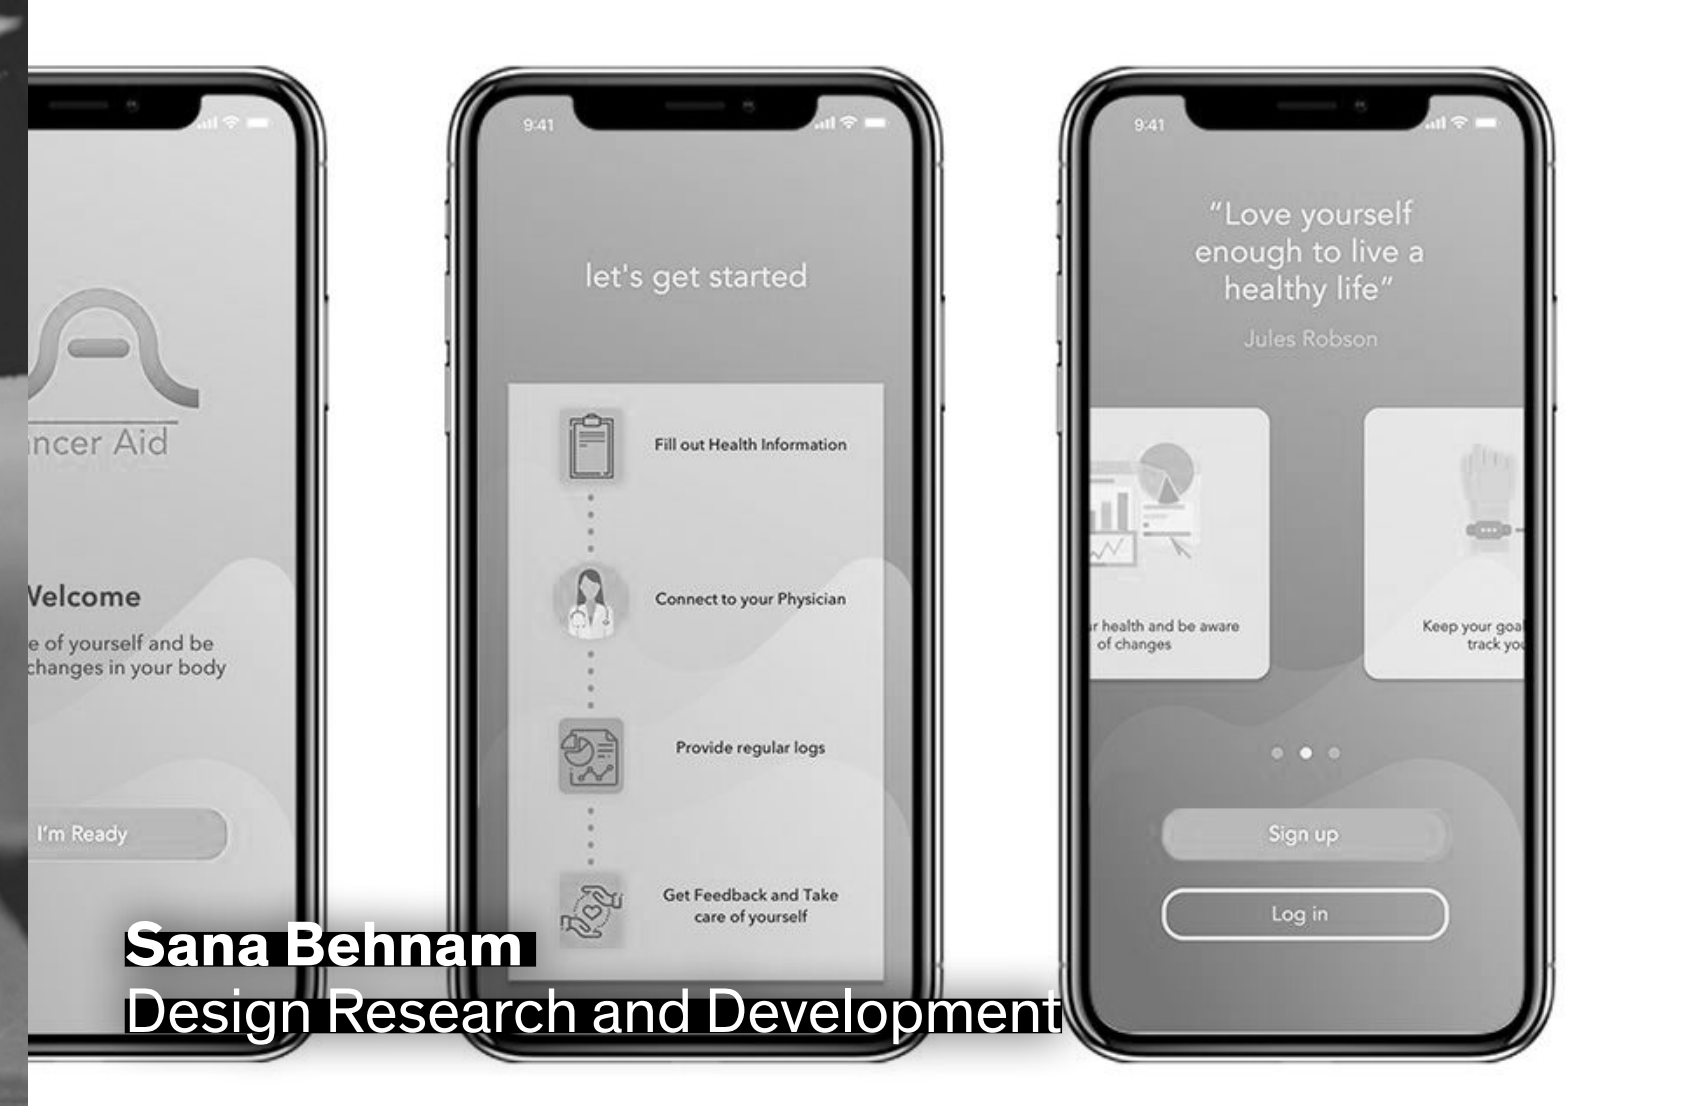 ncer Aid
Welcome
e of yourself and be
changes in your body
I'm Ready
9:41
let's get started
Fill out Health Information
Connect to your Physician
Provide regular logs
Get Feedback and Take
care of yourself
9:41
“Love yourself
enough to live a
healthy life”
Jules Robson
r health and be aware
of changes
Keep your goal
track you
Sign up
Log in
Sana Behnam
Design Research and Development